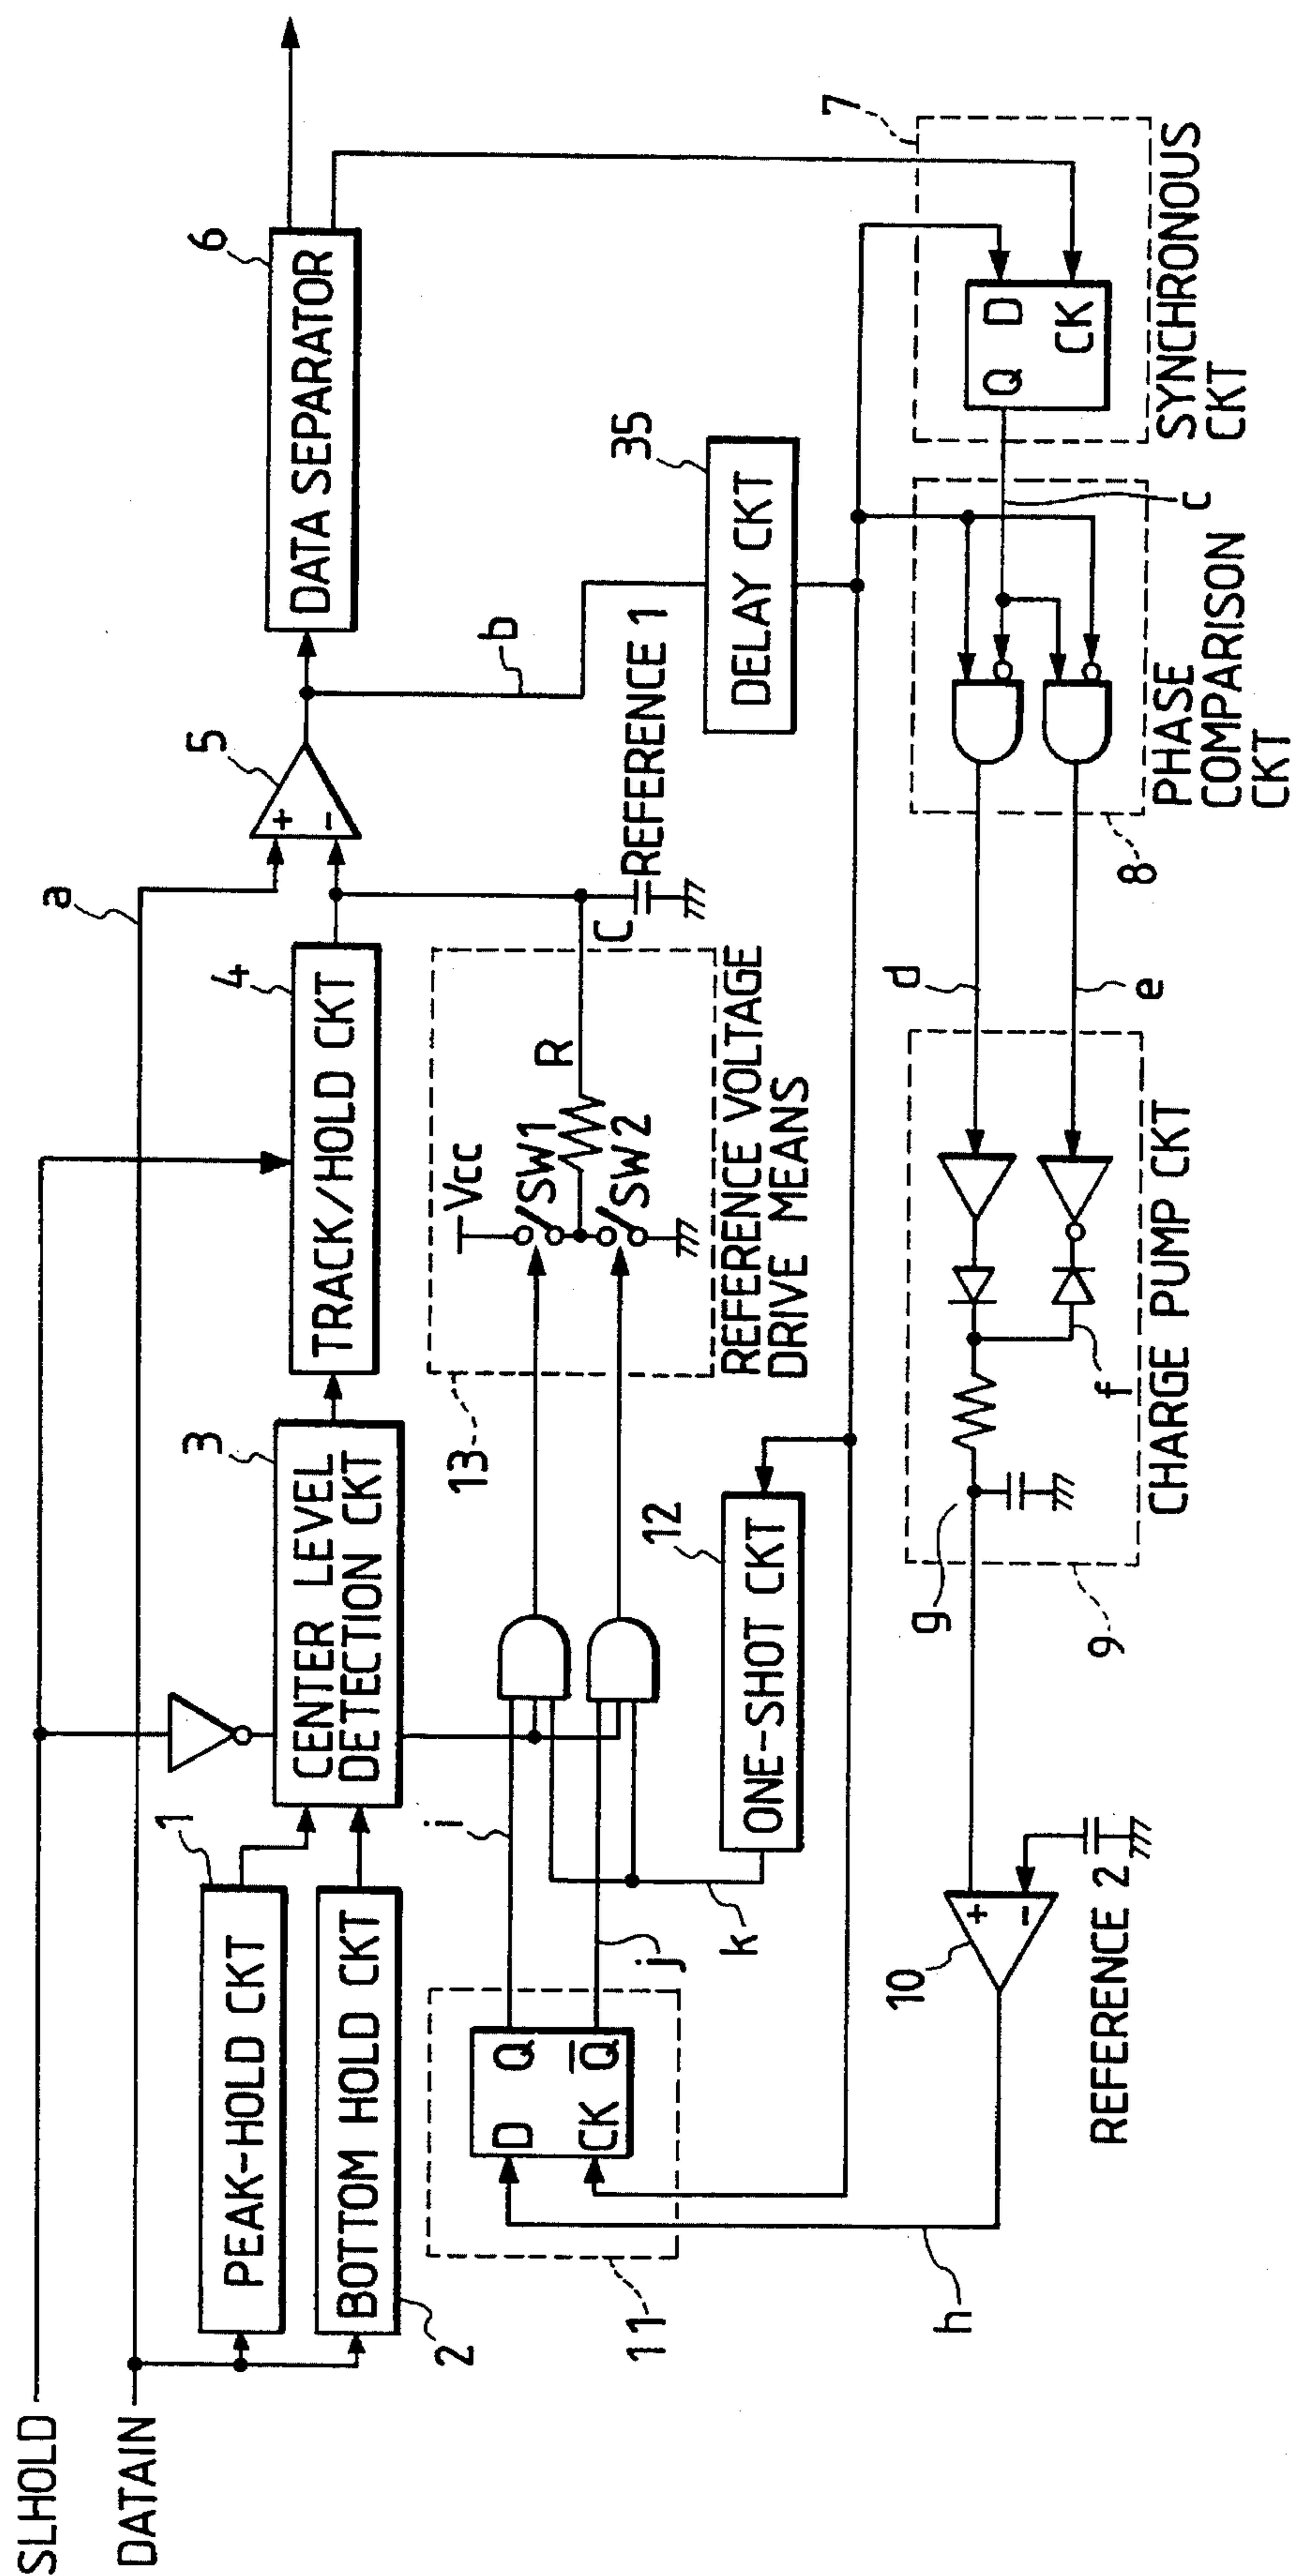 SLHOLD
DATAIN
a
1
PEAK-HOLD CKT
2
BOTTOM HOLD CKT
3
CENTER LEVEL
DETECTION CKT
4
TRACK/HOLD CKT
5
+
-
6
DATA SEPARATOR
b
REFERENCE 1
C
35
DELAY CKT
11
D
Q
CK
Q̅
i
j
k
12
ONE-SHOT CKT
13
Vcc
SW1
SW2
R
REFERENCE VOLTAGE
DRIVE MEANS
7
Q
D
CK
SYNCHRONOUS
CKT
c
PHASE
COMPARISON
CKT
8
d
e
f
g
CHARGE PUMP CKT
9
10
+
-
REFERENCE 2
h